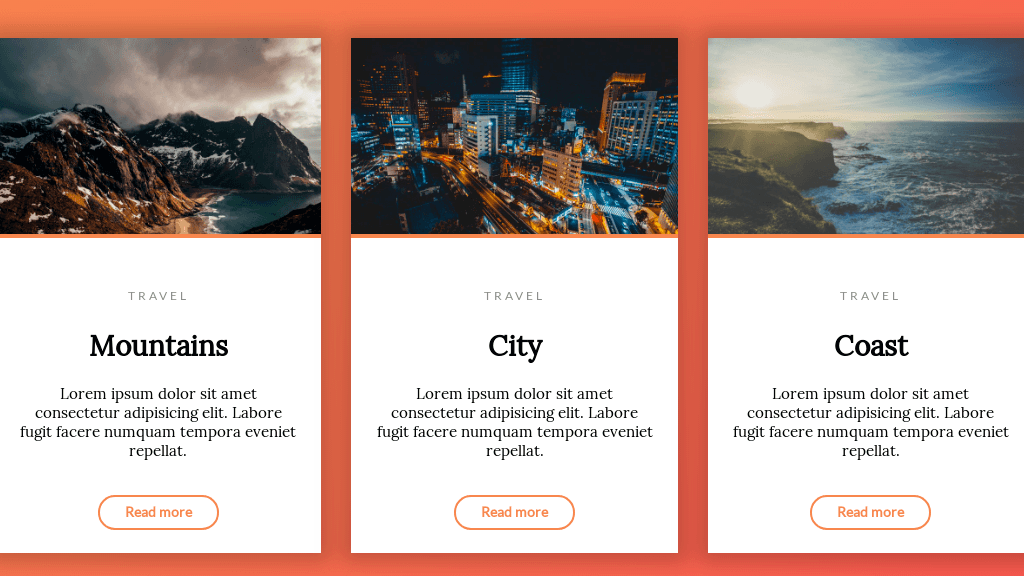 TRAVEL
Mountains
Lorem ipsum dolor sit amet
consectetur adipisicing elit. Labore
fugit facere numquam tempora eveniet
repellat.
Read more
TRAVEL
City
Lorem ipsum dolor sit amet
consectetur adipisicing elit. Labore
fugit facere numquam tempora eveniet
repellat.
Read more
TRAVEL
Coast
Lorem ipsum dolor sit amet
consectetur adipisicing elit. Labore
fugit facere numquam tempora eveniet
repellat.
Read more